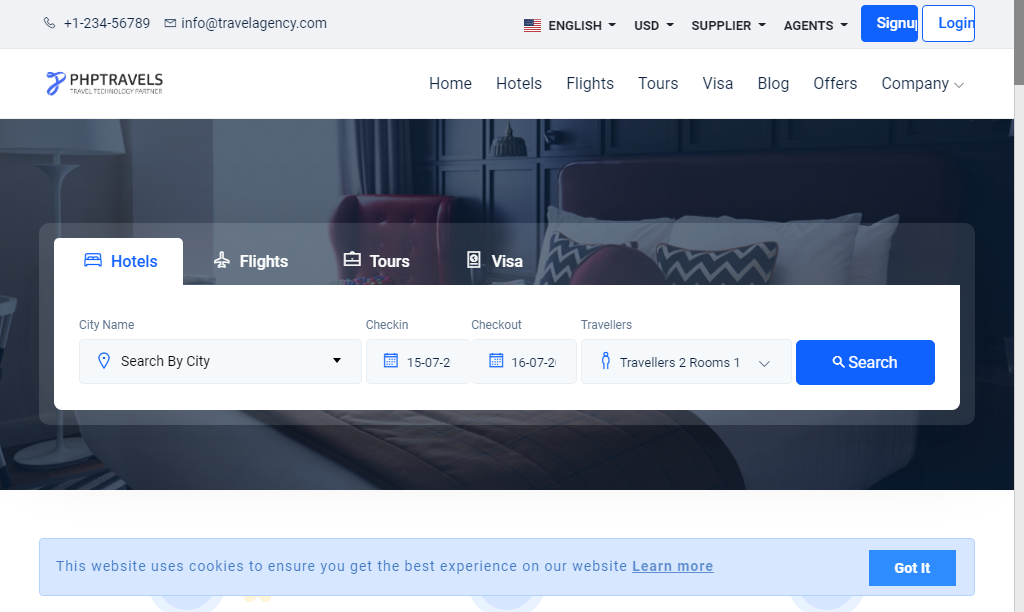 +1-234-56789 info@travelagency.com ENGLISH USD SUPPLIER AGENTS Signup Login
PHPTRAVELS
TRAVEL TECHNOLOGY PARTNER
Home Hotels Flights Tours Visa Blog Offers Company
Hotels Flights Tours Visa
City Name Checkin Checkout Travellers
Search By City 15-07-2 16-07-2 Travellers 2 Rooms 1 Search
This website uses cookies to ensure you get the best experience on our website Learn more Got It